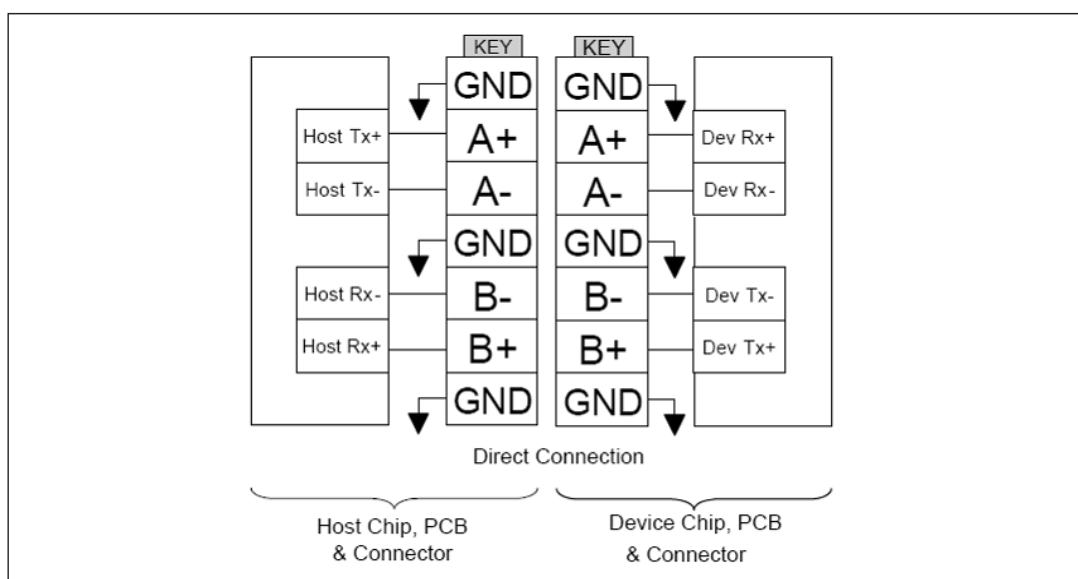 KEY KEY
GND GND
Host Tx+ A+ A+ Dev Rx+
Host Tx- A- A- Dev Rx-
GND GND
Host Rx- B- B- Dev Tx-
Host Rx+ B+ B+ Dev Tx+
GND GND
Direct Connection
Host Chip, PCB Device Chip, PCB
& Connector & Connector